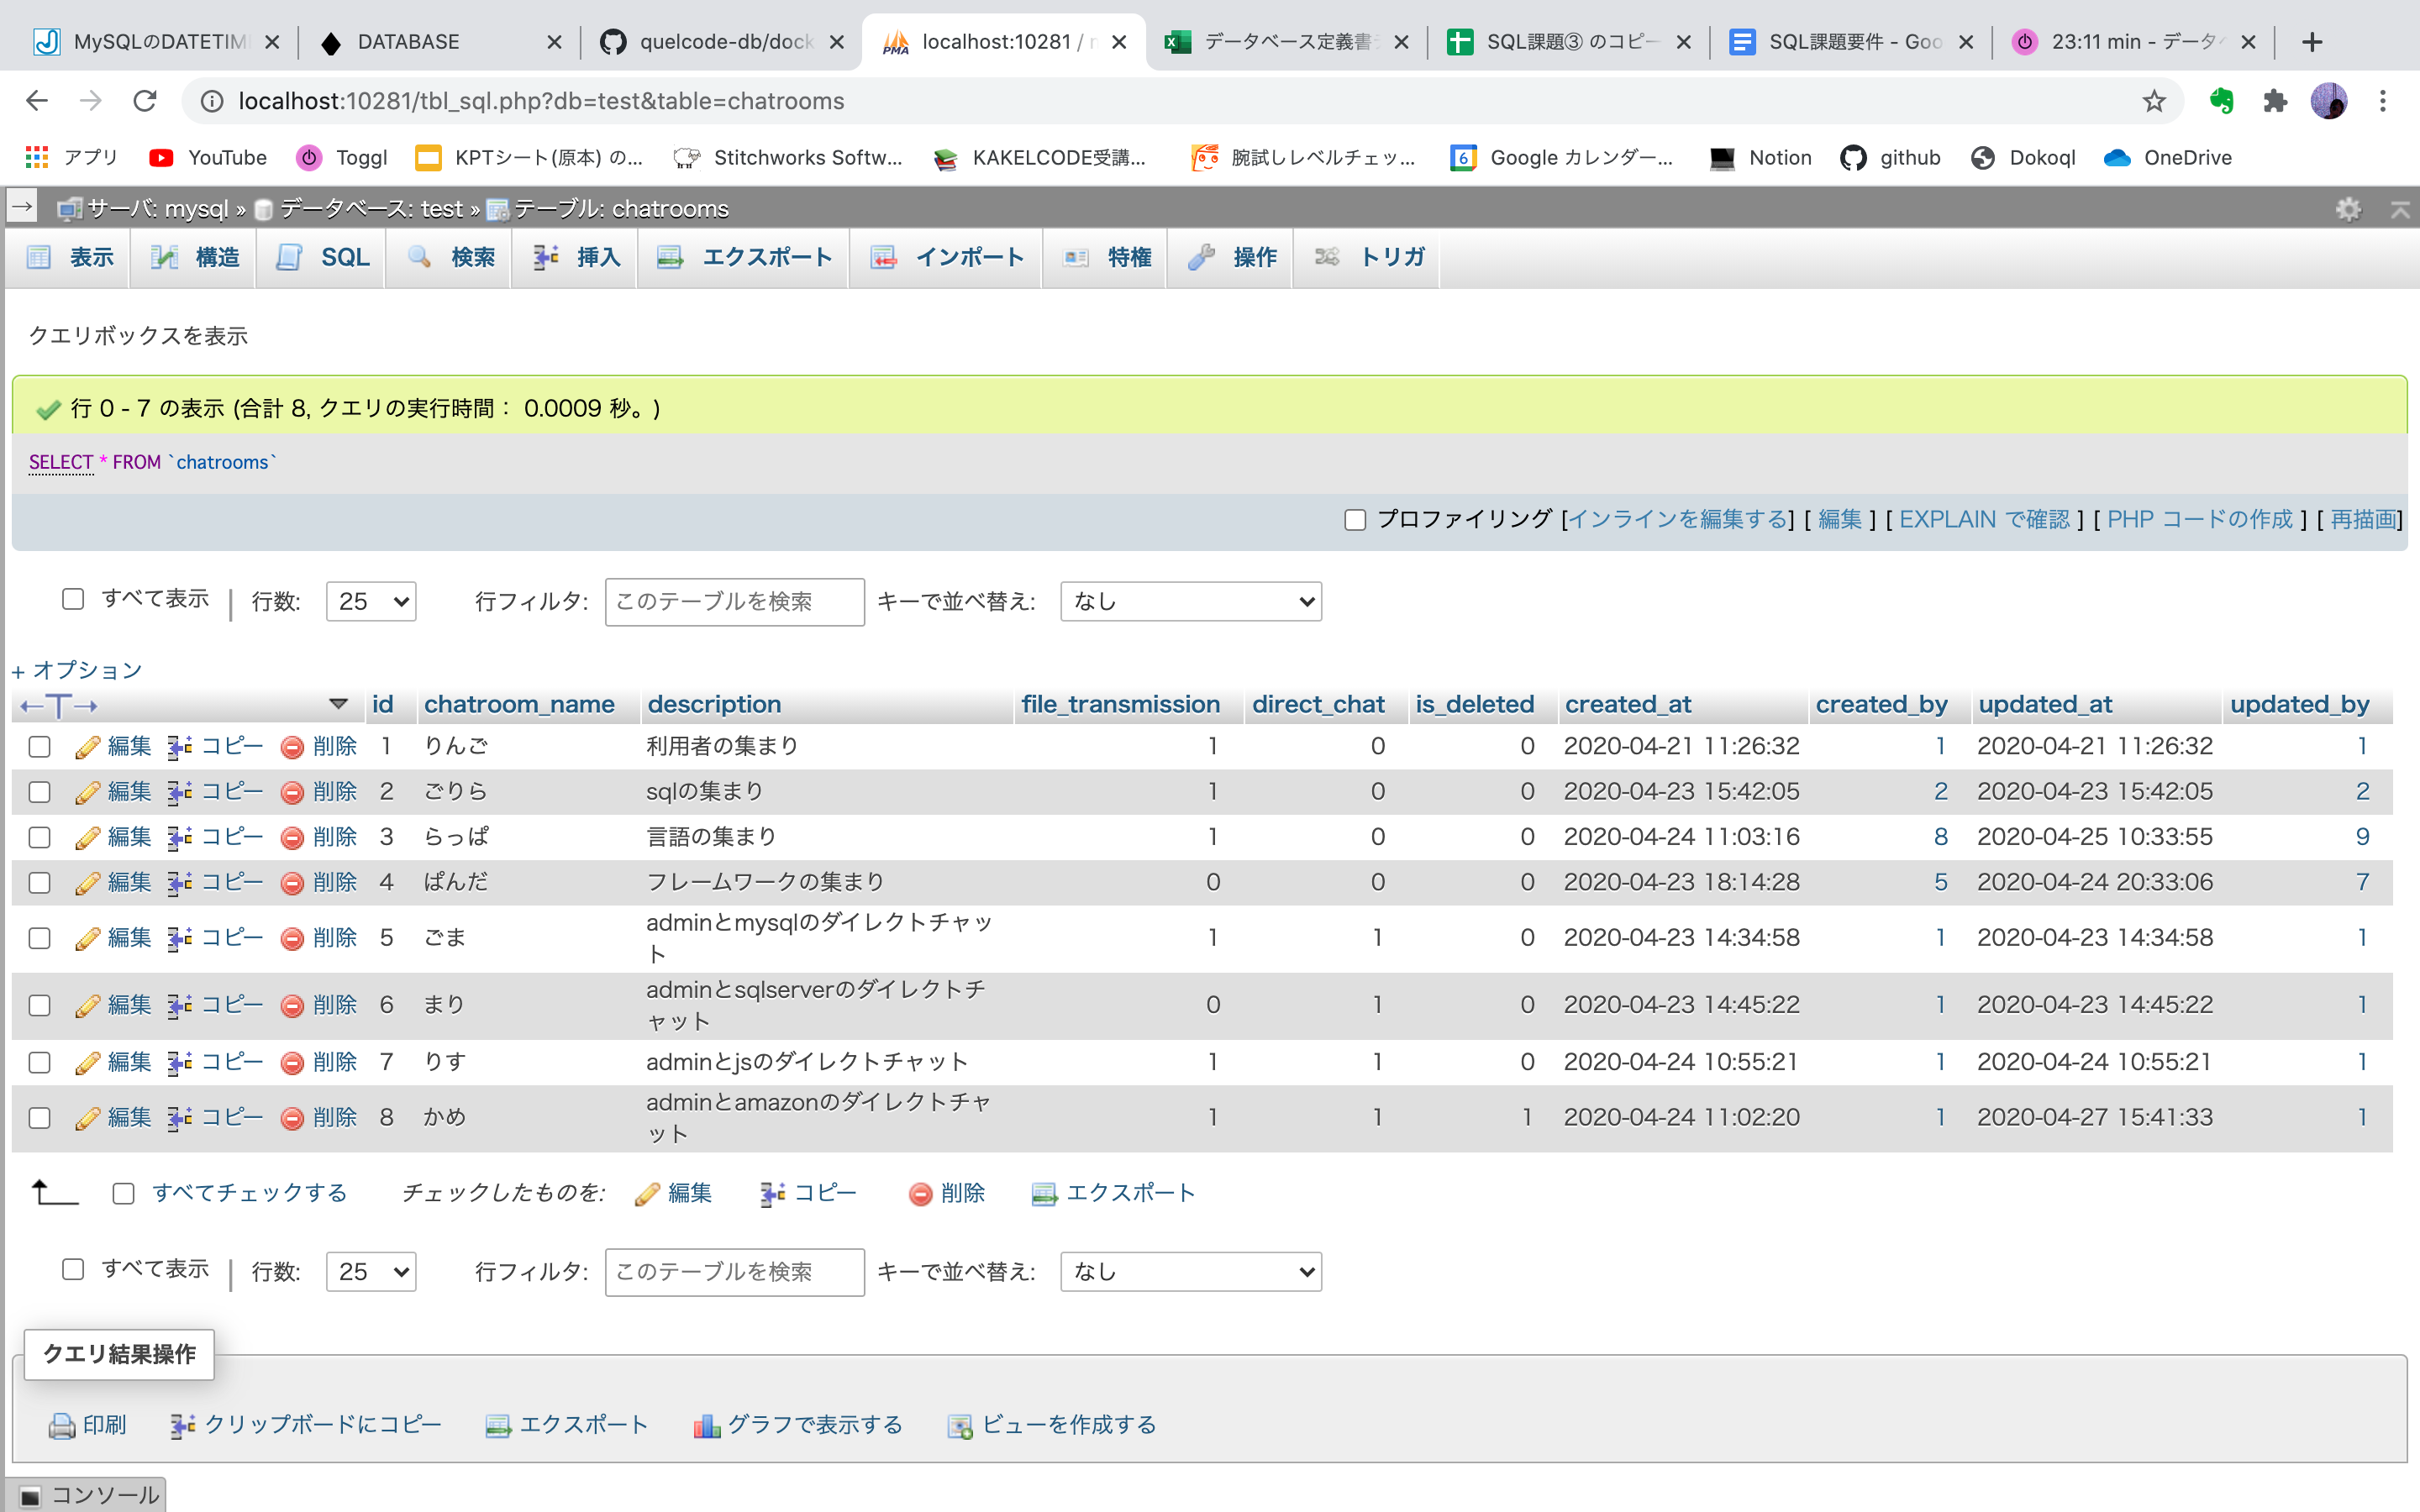 MySQLのDATETIM
DATABASE
quelcode-db/dock
localhost:10281 /
データベース定義書
SQL課題③ のコピー
SQL課題要件 - Goo
23:11 min - データ
localhost:10281/tbl_sql.php?db=test&table=chatrooms
アプリ YouTube Toggl KPTシート(原本) の... Stitchworks Softw... KAKELCODE受講... 腕試しレベルチェッ... Google カレンダー... Notion github Dokoql OneDrive
サーバ: mysql » データベース: test » テーブル: chatrooms
表示 構造 SQL 検索 挿入 エクスポート インポート 特権 操作 トリガ
クエリボックスを表示
行 0 - 7 の表示 (合計 8, クエリの実行時間： 0.0009 秒。)
SELECT * FROM `chatrooms`
プロファイリング [インラインを編集する] [ 編集 ] [ EXPLAIN で確認 ] [ PHP コードの作成 ] [ 再描画]
すべて表示 | 行数: 25 行フィルタ: このテーブルを検索 キーで並べ替え: なし
+ オプション
←T→ id chatroom_name description file_transmission direct_chat is_deleted created_at created_by updated_at updated_by
編集 コピー 削除 1 りんご 利用者の集まり 1 0 0 2020-04-21 11:26:32 1 2020-04-21 11:26:32 1
編集 コピー 削除 2 ごりら sqlの集まり 1 0 0 2020-04-23 15:42:05 2 2020-04-23 15:42:05 2
編集 コピー 削除 3 らっぱ 言語の集まり 1 0 0 2020-04-24 11:03:16 8 2020-04-25 10:33:55 9
編集 コピー 削除 4 ぱんだ フレームワークの集まり 0 0 0 2020-04-23 18:14:28 5 2020-04-24 20:33:06 7
編集 コピー 削除 5 ごま adminとmysqlのダイレクトチャッ
ト 1 1 0 2020-04-23 14:34:58 1 2020-04-23 14:34:58 1
編集 コピー 削除 6 まり adminとsqlserverのダイレクトチ
ャット 0 1 0 2020-04-23 14:45:22 1 2020-04-23 14:45:22 1
編集 コピー 削除 7 りす adminとjsのダイレクトチャット 1 1 0 2020-04-24 10:55:21 1 2020-04-24 10:55:21 1
編集 コピー 削除 8 かめ adminとamazonのダイレクトチャ
ット 1 1 1 2020-04-24 11:02:20 1 2020-04-27 15:41:33 1
すべてチェックする チェックしたものを: 編集 コピー 削除 エクスポート
すべて表示 | 行数: 25 行フィルタ: このテーブルを検索 キーで並べ替え: なし
クエリ結果操作
印刷 クリップボードにコピー エクスポート グラフで表示する ビューを作成する
コンソール